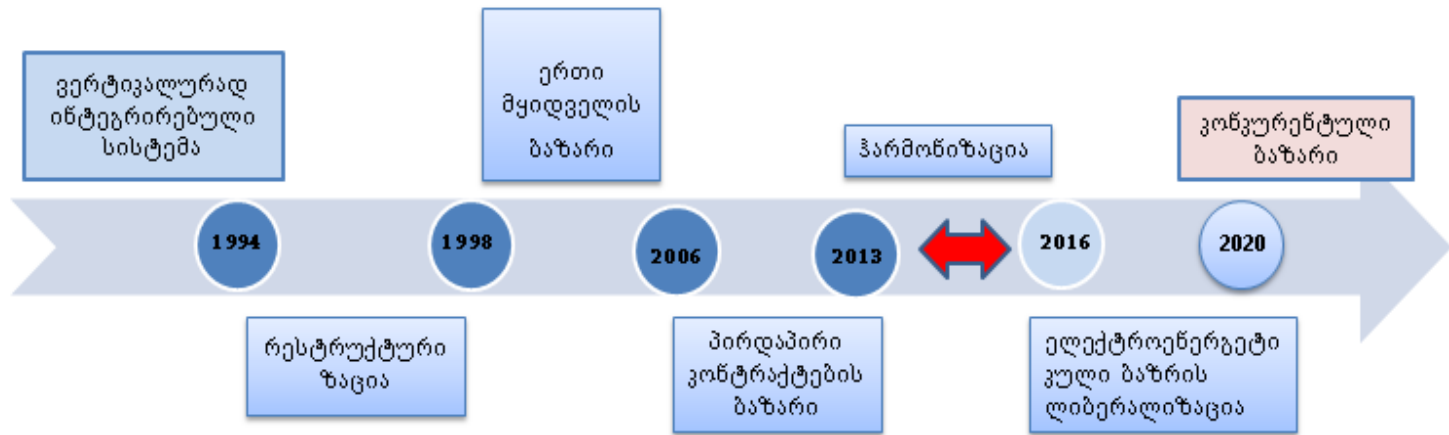 ვერტიკალურად
ინტეგრირებული
სისტემა
ერთი
მყიდველის
ბაზარი
ჰარმონიზაცია
კონკურენტული
ბაზარი
1994
1998
2006
2013
2016
2020
რესტრუქტური
ზაცია
პირდაპირი
კონტრაქტების
ბაზარი
ელექტროენერგეტი
კული ბაზრის
ლიბერალიზაცია